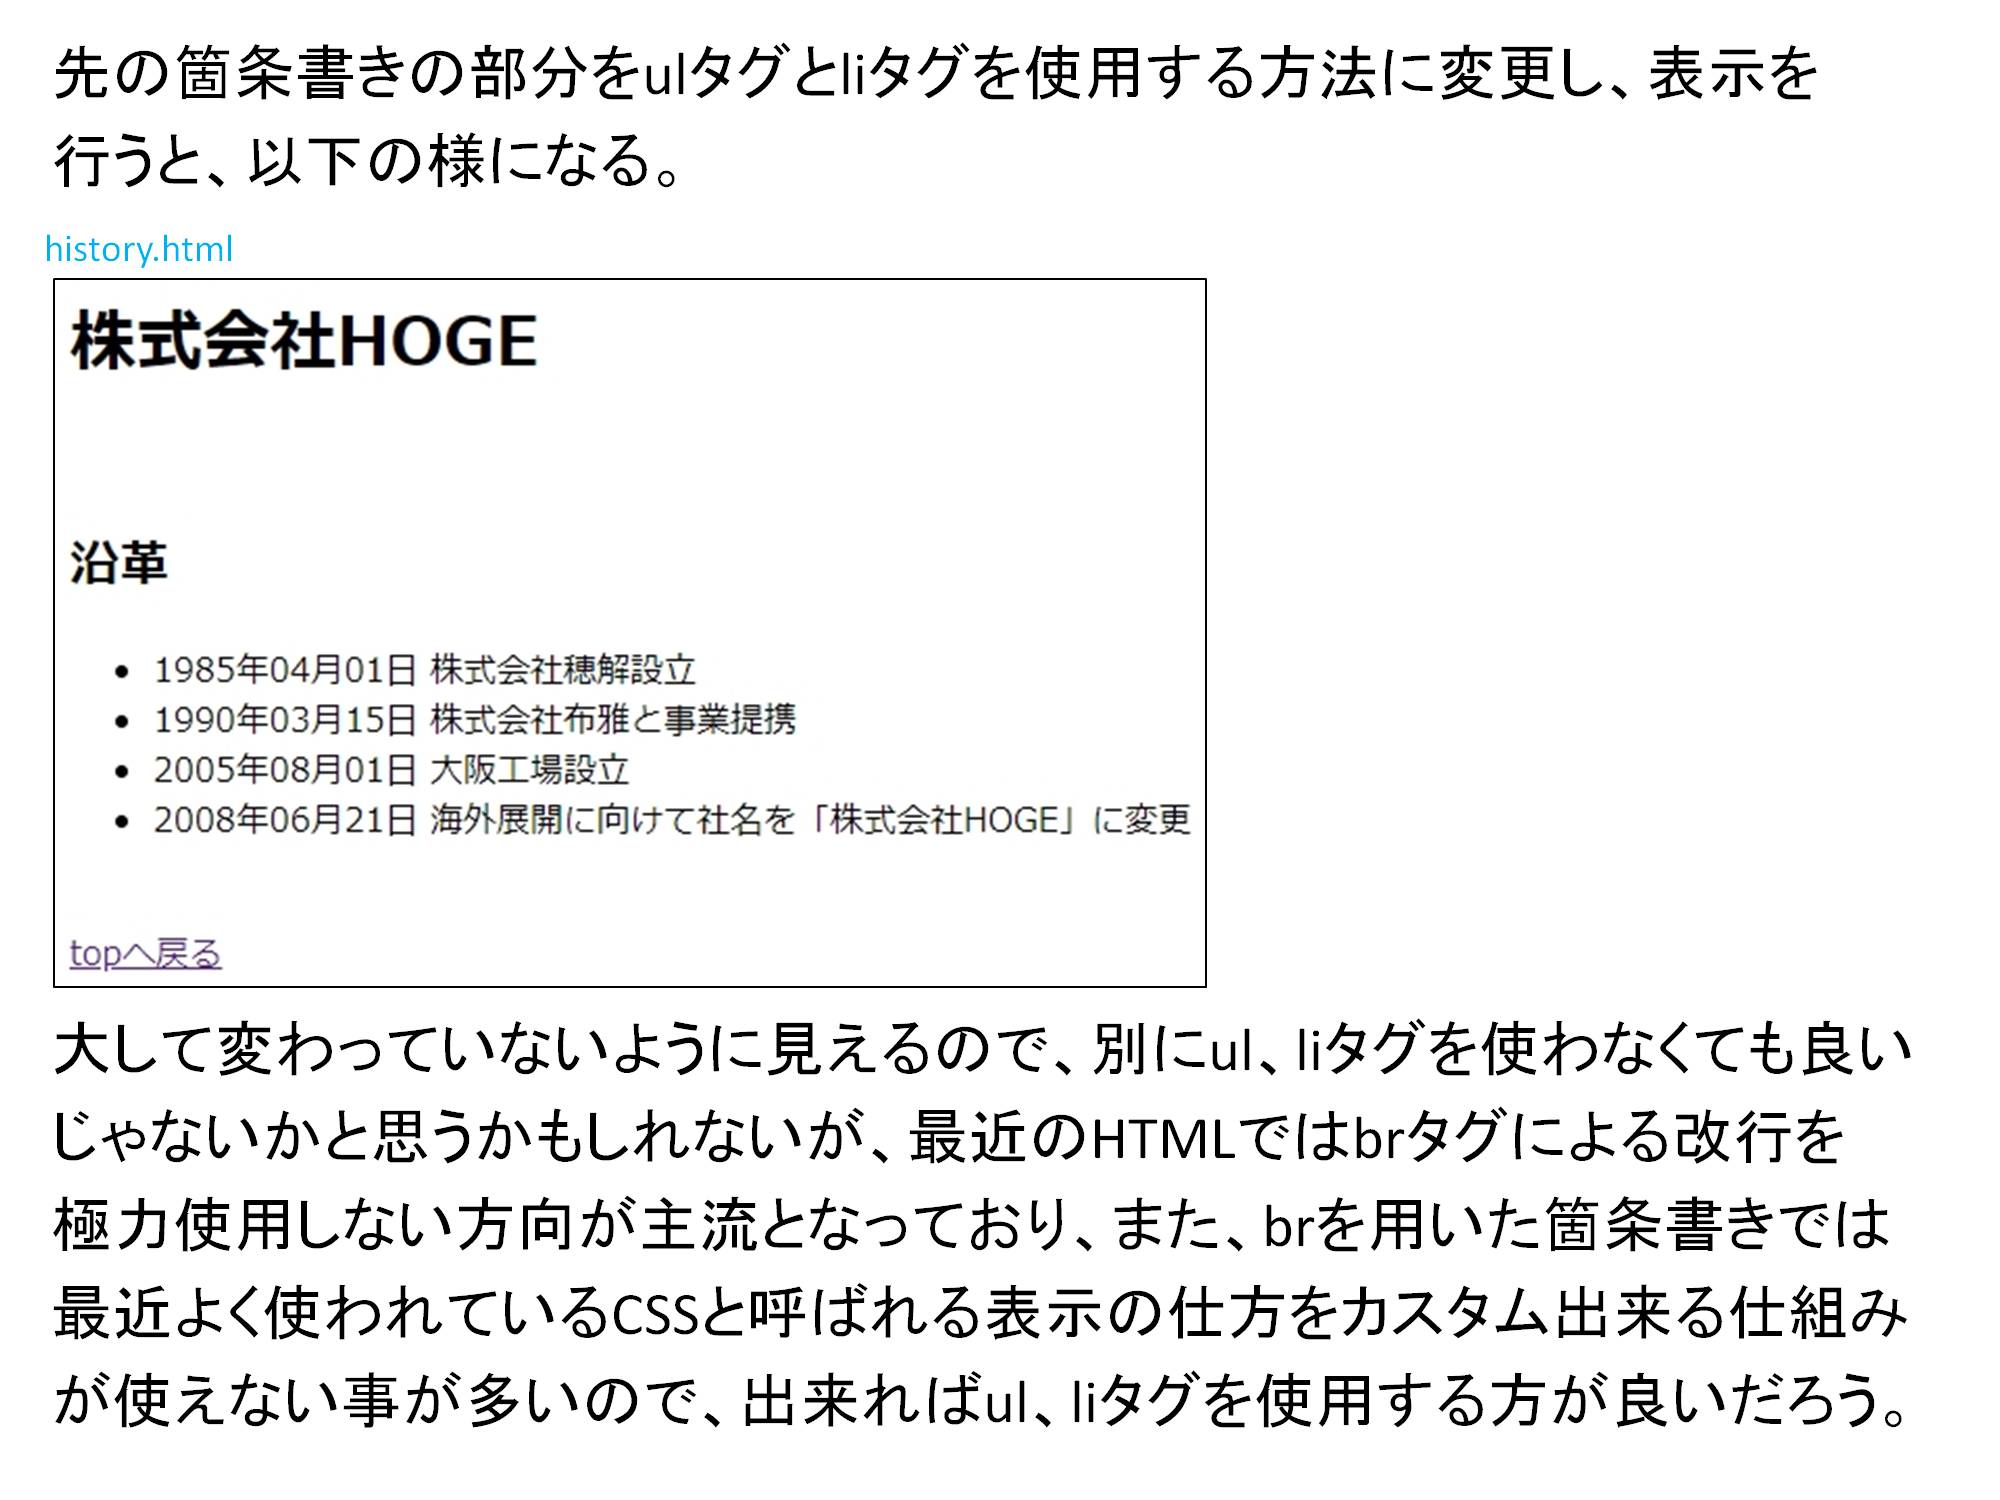 先の箇条書きの部分をulタグとliタグを使用する方法に変更し、表示を
行うと、以下の様になる。
history.html
株式会社HOGE
沿革
• 1985年04月01日 株式会社穂解設立
• 1990年03月15日 株式会社布雅と事業提携
• 2005年08月01日 大阪工場設立
• 2008年06月21日 海外展開に向けて社名を「株式会社HOGE」に変更
topへ戻る
大して変わっていないように見えるので、別にul、liタグを使わなくても良い
じゃないかと思うかもしれないが、最近のHTMLではbrタグによる改行を
極力使用しない方向が主流となっており、また、brを用いた箇条書きでは
最近よく使われているCSSと呼ばれる表示の仕方をカスタム出来る仕組み
が使えない事が多いので、出来ればul、liタグを使用する方が良いだろう。